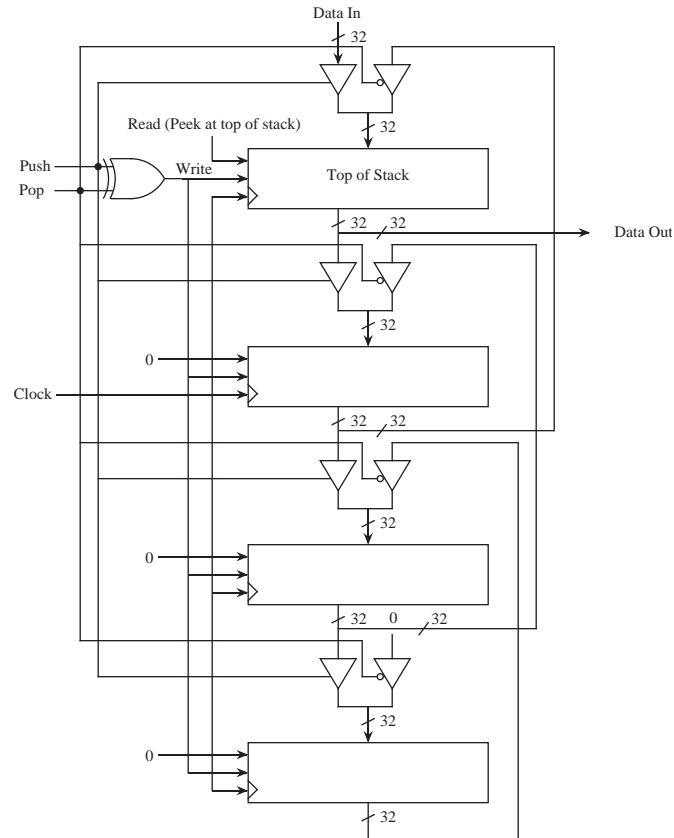 Data In
32
32
Read (Peek at top of stack)
Push
Write
Pop
Top of Stack
32
32
Data Out
32
0
Clock
32
32
32
0
32
0
32
32
0
32